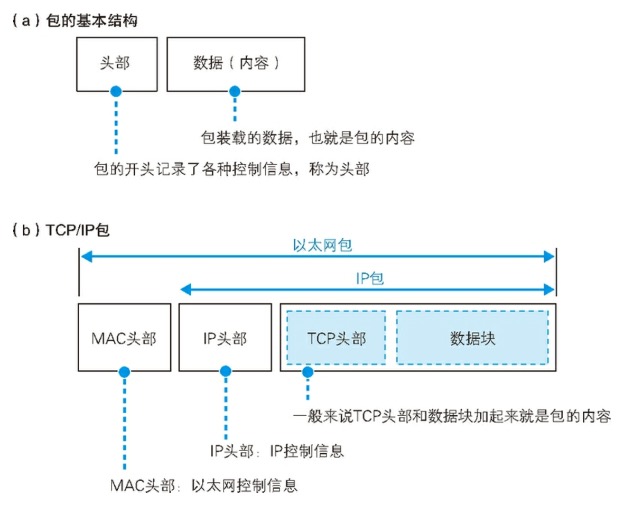 （a）包的基本结构
头部
数据（内容）
包装载的数据，也就是包的内容
包的开头记录了各种控制信息，称为头部
（b）TCP/IP包
以太网包
IP包
MAC头部
IP头部
TCP头部
数据块
一般来说TCP头部和数据块加起来就是包的内容
IP头部：IP控制信息
MAC头部：以太网控制信息